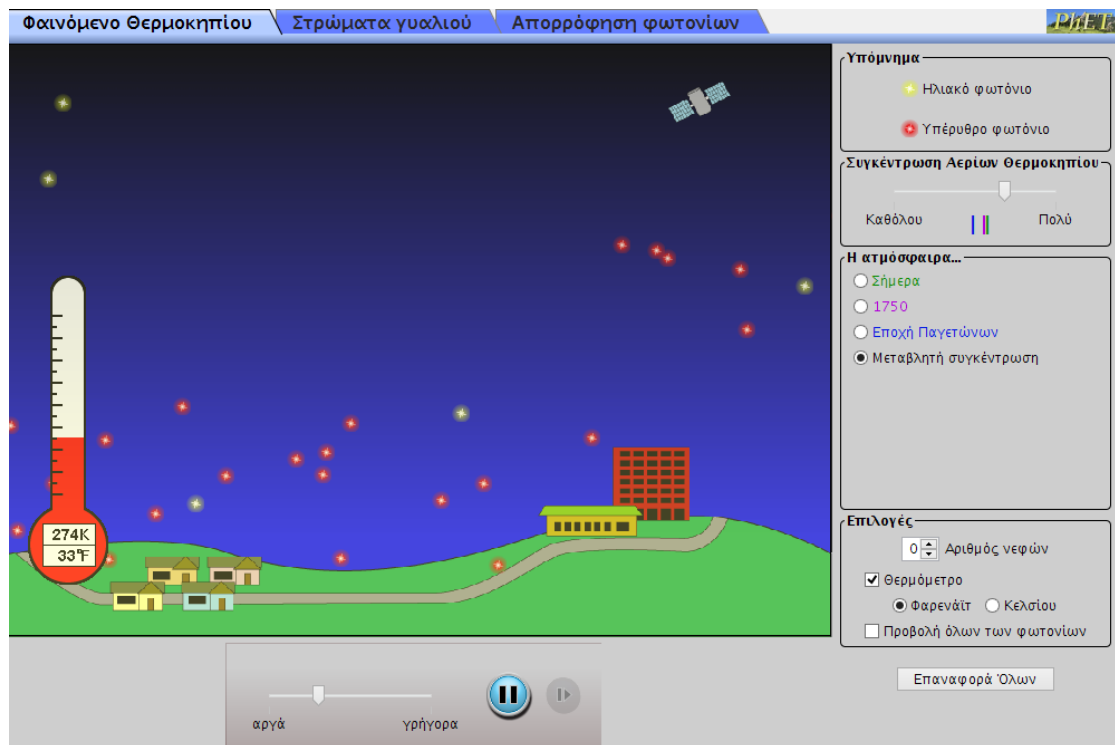 Φαινόμενο Θερμοκηπίου
Στρώματα γυαλιού
Απορρόφηση φωτονίων
PhET
Υπόμνημα
Ηλιακό φωτόνιο
Υπέρυθρο φωτόνιο
Συγκέντρωση Αερίων Θερμοκηπίου
Καθόλου
Πολύ
Η ατμόσφαιρα...
Σήμερα
1750
Εποχή Παγετώνων
Μεταβλητή συγκέντρωση
274K
33°F
Επιλογές
0 Αριθμός νεφών
Θερμόμετρο
Φαρενάϊτ Κελσίου
Προβολή όλων των φωτονίων
Επαναφορά Όλων
αργά
γρήγορα